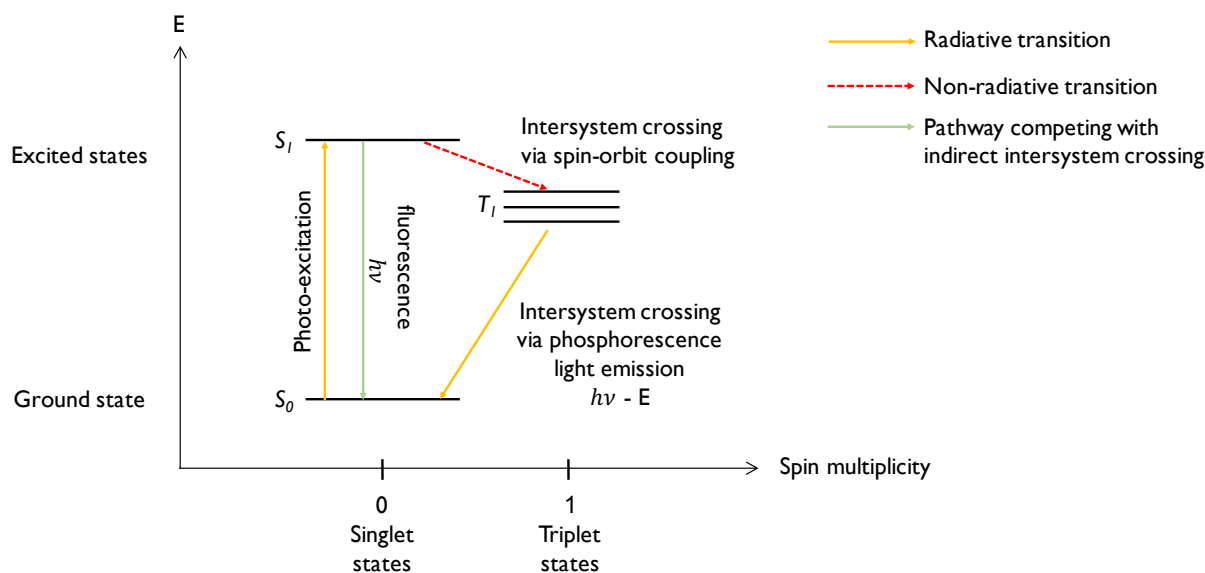 E
Radiative transition
Non-radiative transition
Pathway competing with
indirect intersystem crossing
Excited states
S₁
Intersystem crossing
via spin-orbit coupling
T₁
Photo-excitation
fluorescence
hν
Intersystem crossing
via phosphorescence
light emission
hν - E
Ground state
S₀
Spin multiplicity
0
1
Singlet
states
Triplet
states